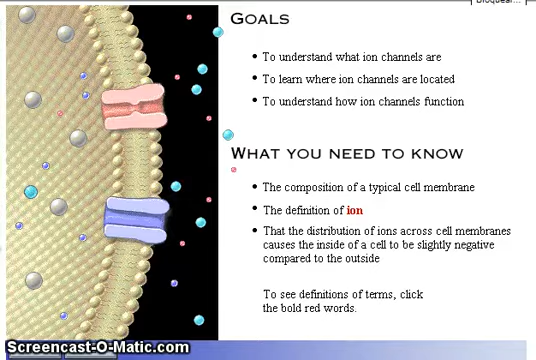 Bloquear...
GOALS
• To understand what ion channels are
• To learn where ion channels are located
• To understand how ion channels function
WHAT YOU NEED TO KNOW
• The composition of a typical cell membrane
• The definition of ion
• That the distribution of ions across cell membranes
causes the inside of a cell to be slightly negative
compared to the outside
To see definitions of terms, click
the bold red words.
Screencast-O-Matic.com